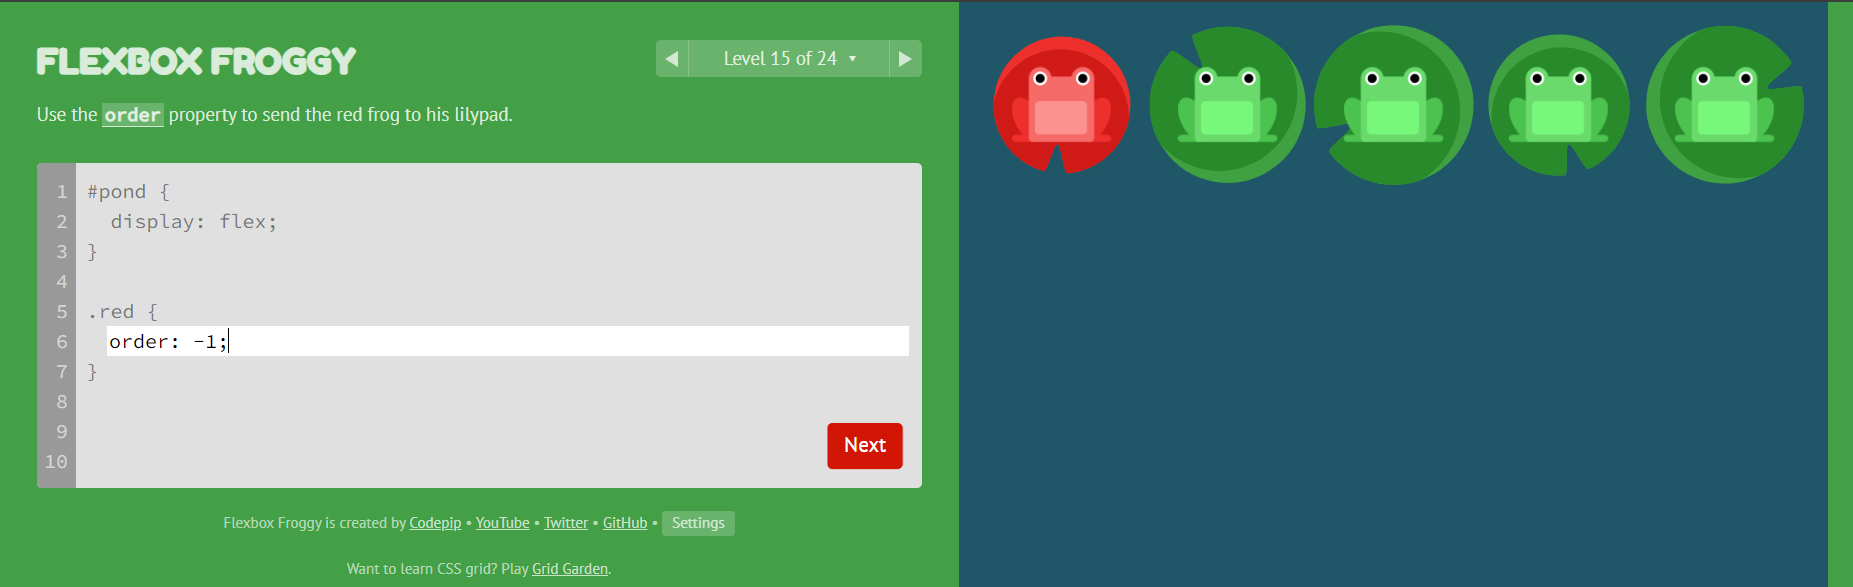 FLEXBOX FROGGY
◀ Level 15 of 24 ▼ ▶
Use the order property to send the red frog to his lilypad.
1 #pond {
2 display: flex;
3 }
4
5 .red {
6 order: -1;
7 }
8
9
10
Next
Flexbox Froggy is created by Codepip • YouTube • Twitter • GitHub • Settings
Want to learn CSS grid? Play Grid Garden.